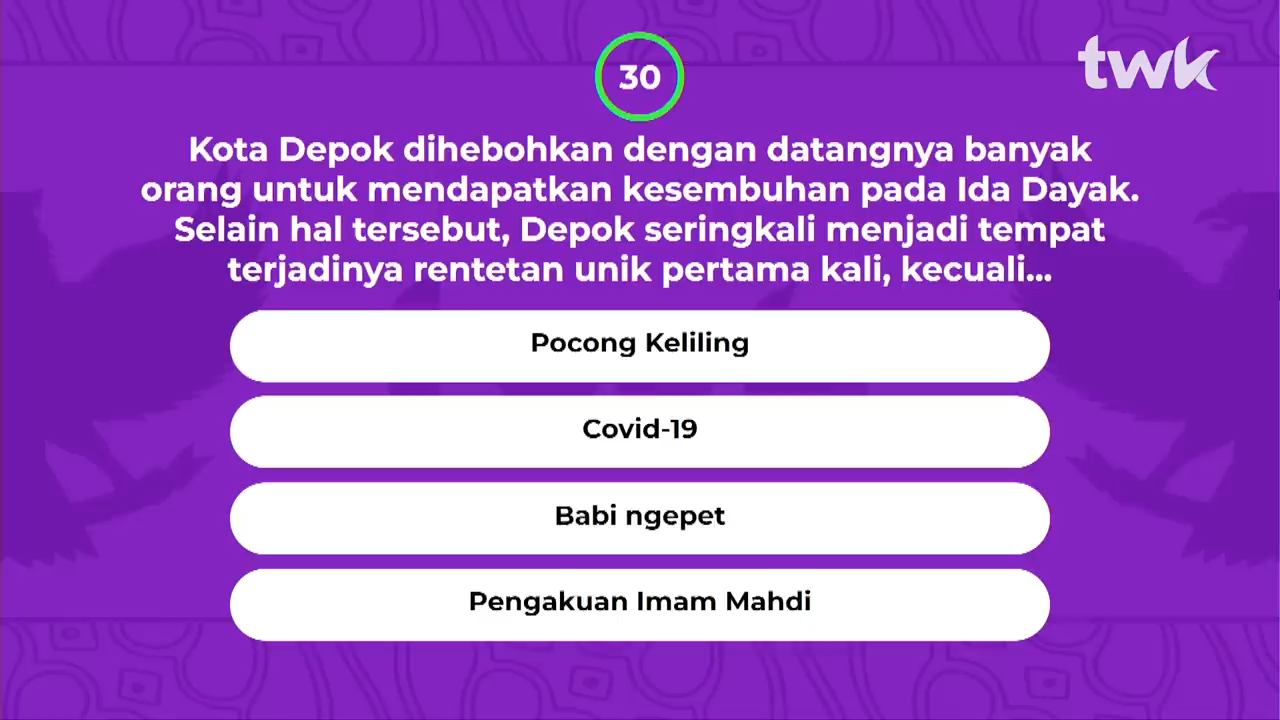 30
twk
Kota Depok dihebohkan dengan datangnya banyak
orang untuk mendapatkan kesembuhan pada Ida Dayak.
Selain hal tersebut, Depok seringkali menjadi tempat
terjadinya rentetan unik pertama kali, kecuali...
Pocong Keliling
Covid-19
Babi ngepet
Pengakuan Imam Mahdi